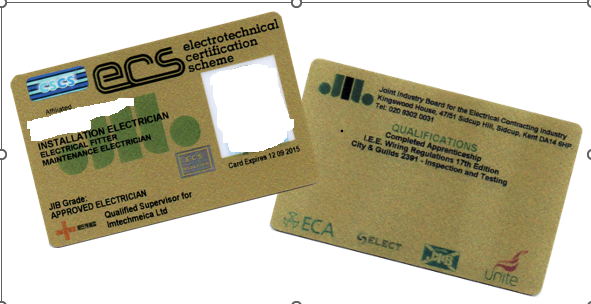 CSCS
ecs
electrotechnical
certification
scheme
Affiliated
INSTALLATION ELECTRICIAN
ELECTRICAL FITTER
MAINTENANCE ELECTRICIAN
JIB
ECS
Card Expires 12 09 2015
JIB Grade:
APPROVED ELECTRICIAN
Qualified Supervisor for
Imtechmeica Ltd
JIB
Joint Industry Board for the Electrical Contracting Industry
Kingswood House, 47/51 Sidcup Hill, Sidcup, Kent DA14 6HP
Tel: 020 8302 0031
QUALIFICATIONS
Completed Apprenticeship
I.E.E. Wiring Regulations 17th Edition
City & Guilds 2391 - Inspection and Testing
ECA
SELECT
unite